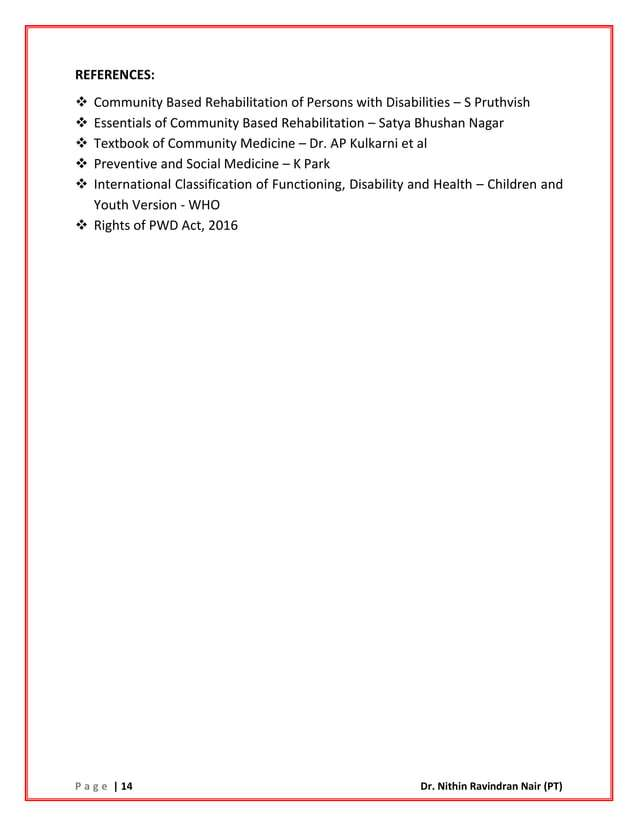 REFERENCES:
❖ Community Based Rehabilitation of Persons with Disabilities – S Pruthvish
❖ Essentials of Community Based Rehabilitation – Satya Bhushan Nagar
❖ Textbook of Community Medicine – Dr. AP Kulkarni et al
❖ Preventive and Social Medicine – K Park
❖ International Classification of Functioning, Disability and Health – Children and
Youth Version - WHO
❖ Rights of PWD Act, 2016
Page | 14 Dr. Nithin Ravindran Nair (PT)